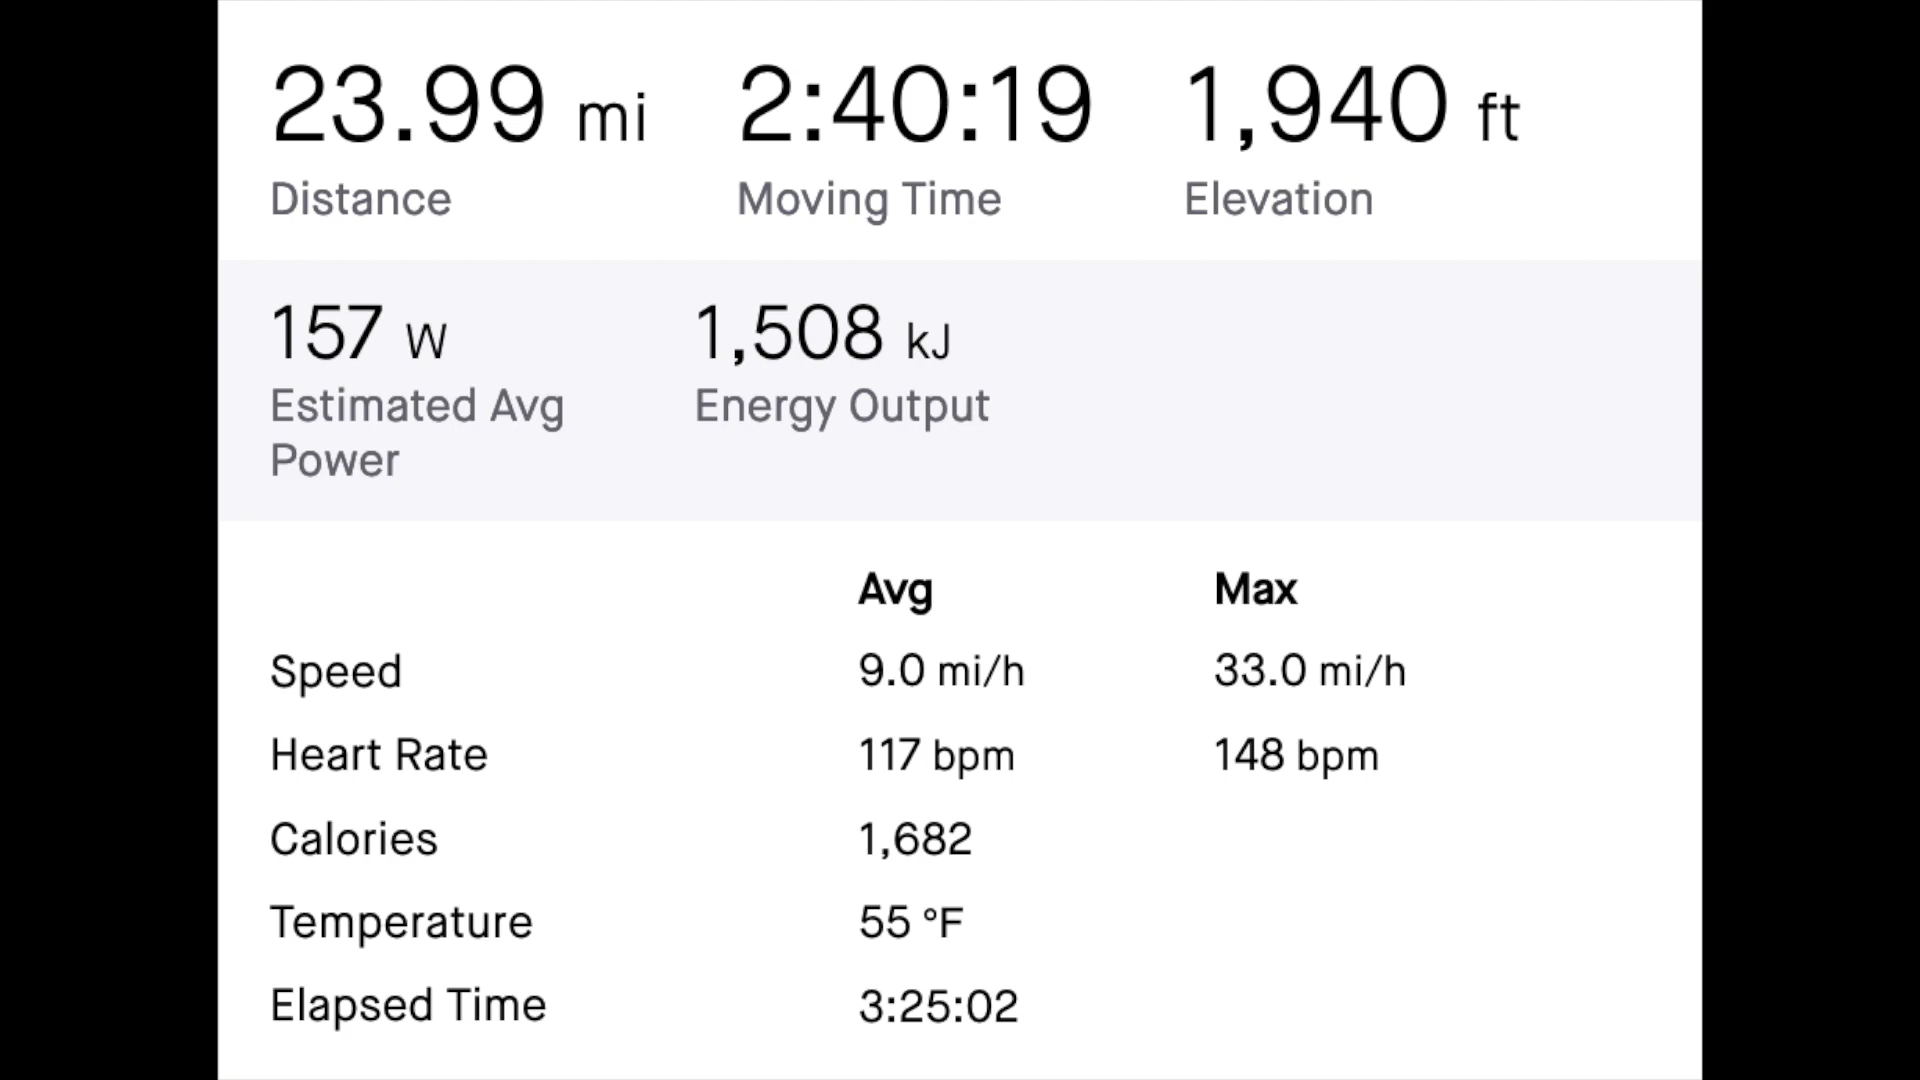 23.99 mi 2:40:19 1,940 ft
Distance Moving Time Elevation
157 W 1,508 kJ
Estimated Avg Energy Output
Power
Avg Max
Speed 9.0 mi/h 33.0 mi/h
Heart Rate 117 bpm 148 bpm
Calories 1,682
Temperature 55 °F
Elapsed Time 3:25:02